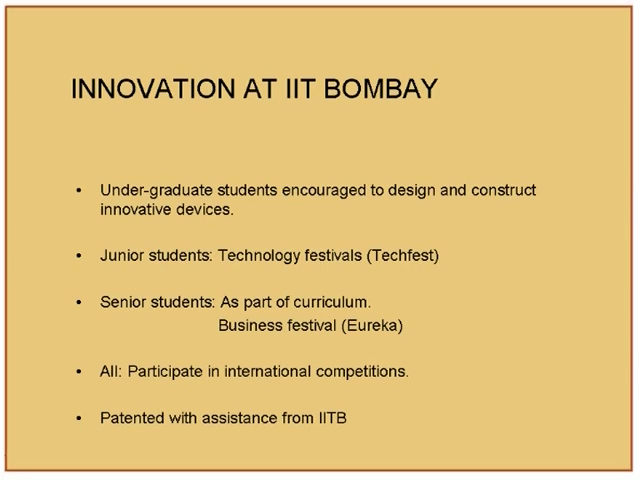 INNOVATION AT IIT BOMBAY
• Under-graduate students encouraged to design and construct
innovative devices.
• Junior students: Technology festivals (Techfest)
• Senior students: As part of curriculum.
Business festival (Eureka)
• All: Participate in international competitions.
• Patented with assistance from IITB